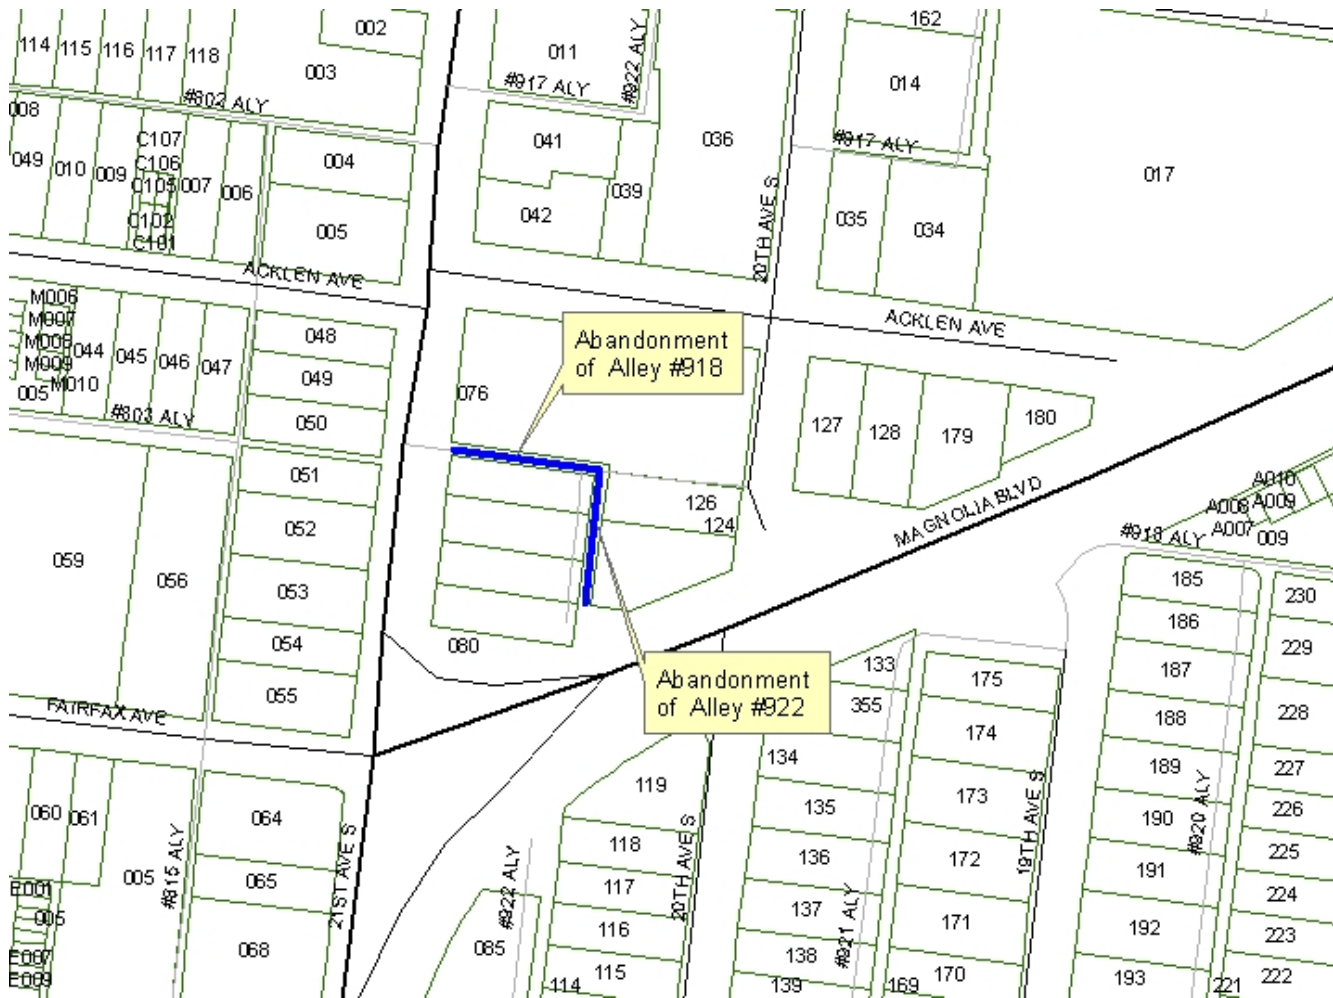 002
162
114 115 116 117 118
011
#922 ALY
003
#917 ALY
014
#802 ALY
008
041
036
#917 ALY
C107
049 010 009
C106
004
017
C105 007 006
039
20TH AVE S
042
035 034
C102
005
C101
ACKLEN AVE
M006
M007
048
Abandonment
of Alley #918
ACKLEN AVE
M008
044 045 046 047
M009
049
005 M010
076
#803 ALY
050
127 128 179 180
051
A010
MAGNOLIA BLVD
126
124
A008 A009
A007
009
052
#918 ALY
059
056
053
185
230
186
054
080
229
133
187
Abandonment
of Alley #922
175
055
355
188
228
FAIRFAX AVE
174
134
189
227
119
173
060 061
064
135
19TH AVE S
#920 ALY
190
226
118
20TH AVE S
136
172
225
#815 ALY
21ST AVE S
#922 ALY
005
065
117
191
224
E001
137
171
005
116
192
223
085
#921 ALY
068
138
E007
115
170
193
222
E009
114
139
169
221